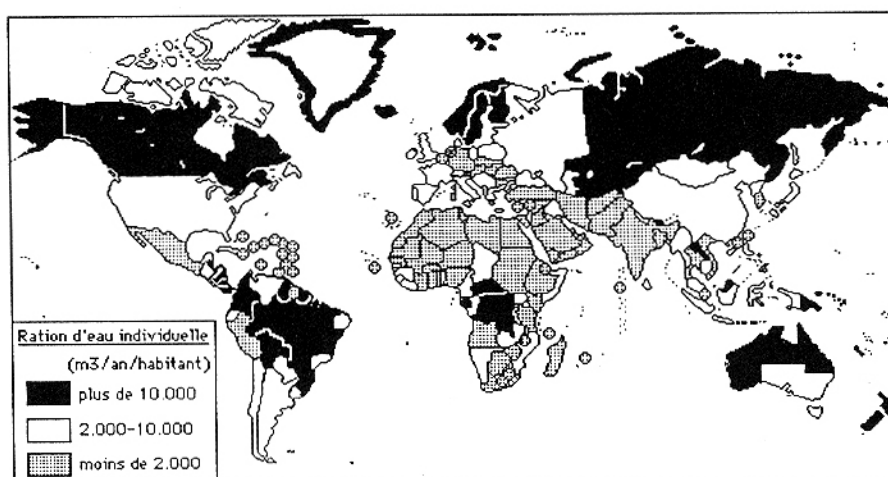 Ration d'eau individuelle
(m3/an/habitant)
plus de 10.000
2.000-10.000
moins de 2.000